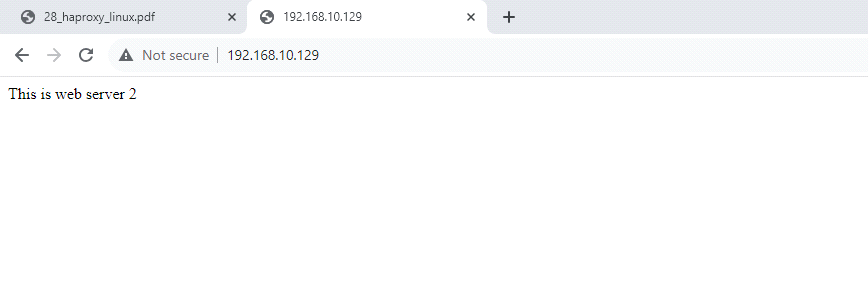 28_haproxy_linux.pdf
192.168.10.129
Not secure
192.168.10.129
This is web server 2